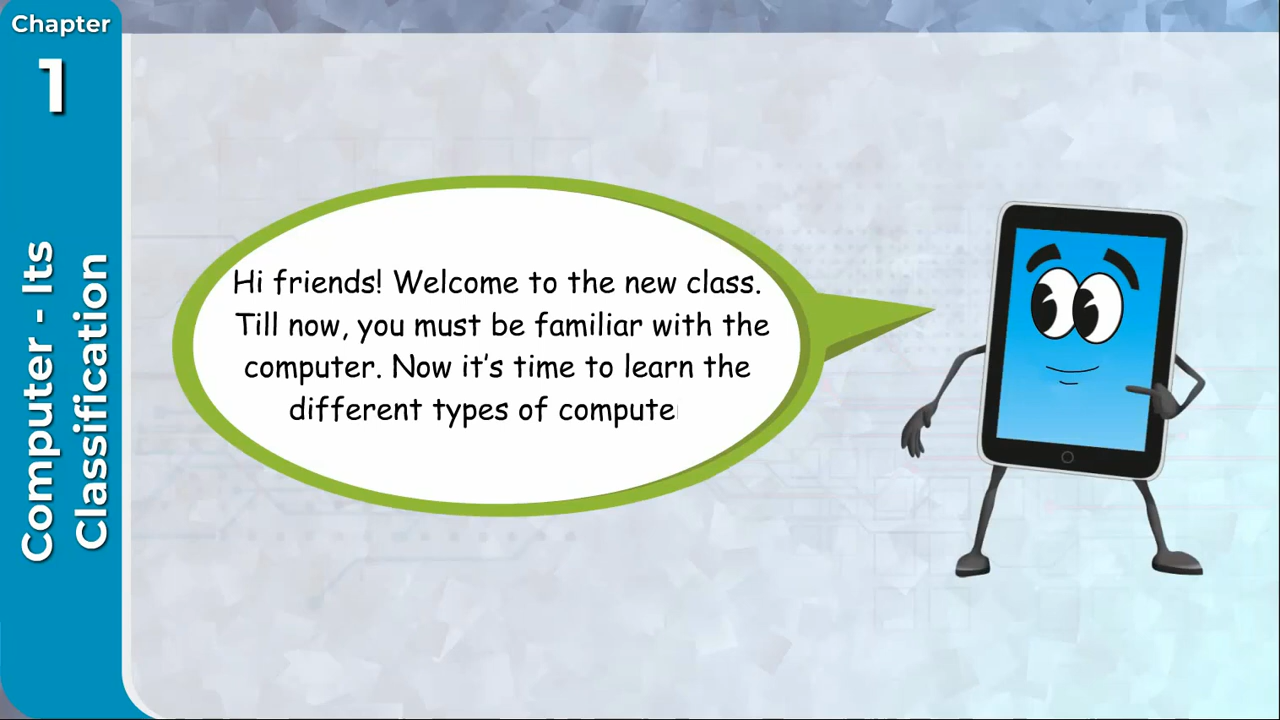 Chapter
1
Computer - Its
Classification
Hi friends! Welcome to the new class.
Till now, you must be familiar with the
computer. Now it's time to learn the
different types of compute